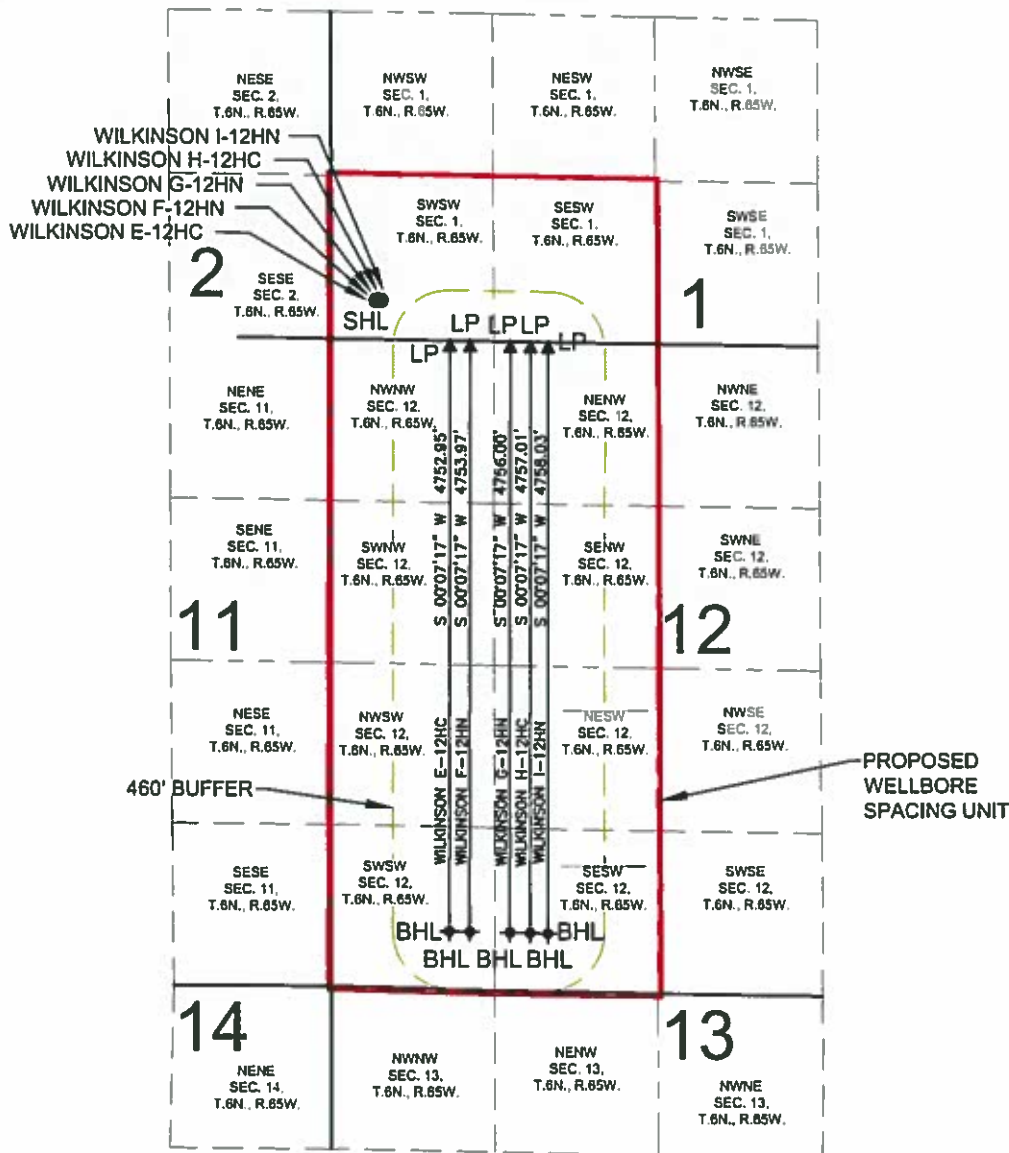 NESE
SEC. 2,
T.6N., R.65W.
NWSW
SEC. 1,
T.6N., R.65W.
NESW
SEC. 1,
T.6N., R.65W.
NWSE
SEC. 1,
T.6N., R.65W.
WILKINSON I-12HN
WILKINSON H-12HC
WILKINSON G-12HN
WILKINSON F-12HN
WILKINSON E-12HC
SWSW
SEC. 1,
T.6N., R.65W.
SESW
SEC. 1,
T.6N., R.65W.
SWSE
SEC. 1,
T.6N., R.65W.
2
SESE
SEC. 2,
T.6N., R.65W.
SHL
1
LP LP LP
LP
LP
NENE
SEC. 11,
T.6N., R.65W.
NWNW
SEC. 12,
T.6N., R.65W.
NENW
SEC. 12,
T.6N., R.65W.
NWNE
SEC. 12,
T.6N., R.65W.
S 00°07'17" W 4752.95'
S 00°07'17" W 4753.97'
S 00°07'17" W 4756.00'
S 00°07'17" W 4757.01'
S 00°07'17" W 4758.03'
SENE
SEC. 11,
T.6N., R.65W.
SWNW
SEC. 12,
T.6N., R.65W.
SENW
SEC. 12,
T.6N., R.65W.
SWNE
SEC. 12,
T.6N., R.65W.
11
12
NESE
SEC. 11,
T.6N., R.65W.
NWSW
SEC. 12,
T.6N., R.65W.
NESW
SEC. 12,
T.6N., R.65W.
NWSE
SEC. 12,
T.6N., R.65W.
WILKINSON E-12HC
WILKINSON F-12HN
WILKINSON G-12HN
WILKINSON H-12HC
WILKINSON I-12HN
460' BUFFER
PROPOSED
WELLBORE
SPACING UNIT
SESE
SEC. 11,
T.6N., R.65W.
SWSW
SEC. 12,
T.6N., R.65W.
SESW
SEC. 12,
T.6N., R.65W.
SWSE
SEC. 12,
T.6N., R.65W.
BHL
BHL
BHL BHL BHL
14
13
NENE
SEC. 14,
T.6N., R.65W.
NWNW
SEC. 13,
T.6N., R.65W.
NENW
SEC. 13,
T.6N., R.65W.
NWNE
SEC. 13,
T.6N., R.65W.